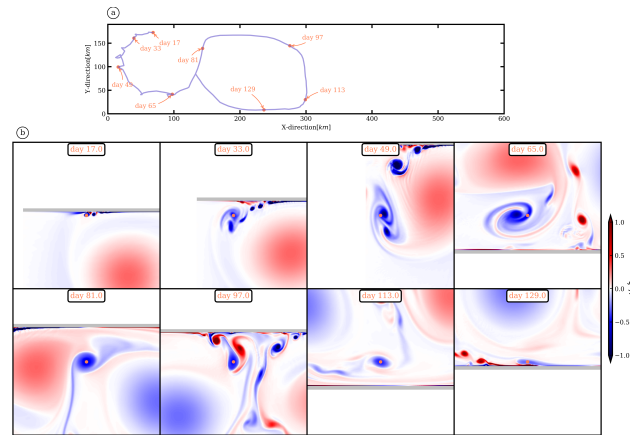 a
150
100
50
0
Y-direction[km]
day 17
day 33
day 49
day 65
day 81
day 97
day 113
day 129
0
100
200
300
400
500
600
X-direction[km]
b
day 17.0
day 33.0
day 49.0
day 65.0
day 81.0
day 97.0
day 113.0
day 129.0
1.0
0.5
0.0
−0.5
−1.0